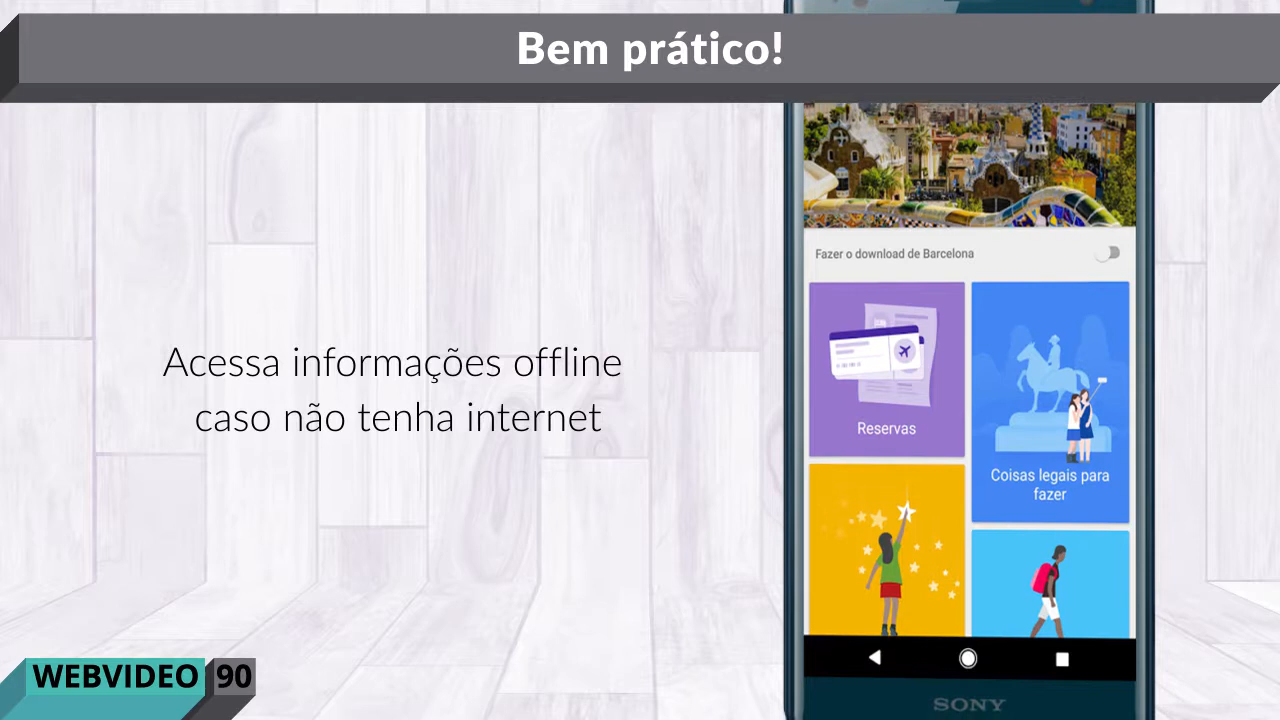 Bem prático!
Fazer o download de Barcelona
Acessa informações offline
caso não tenha internet
Reservas
Coisas legais para
fazer
WEBVIDEO 90
SONY